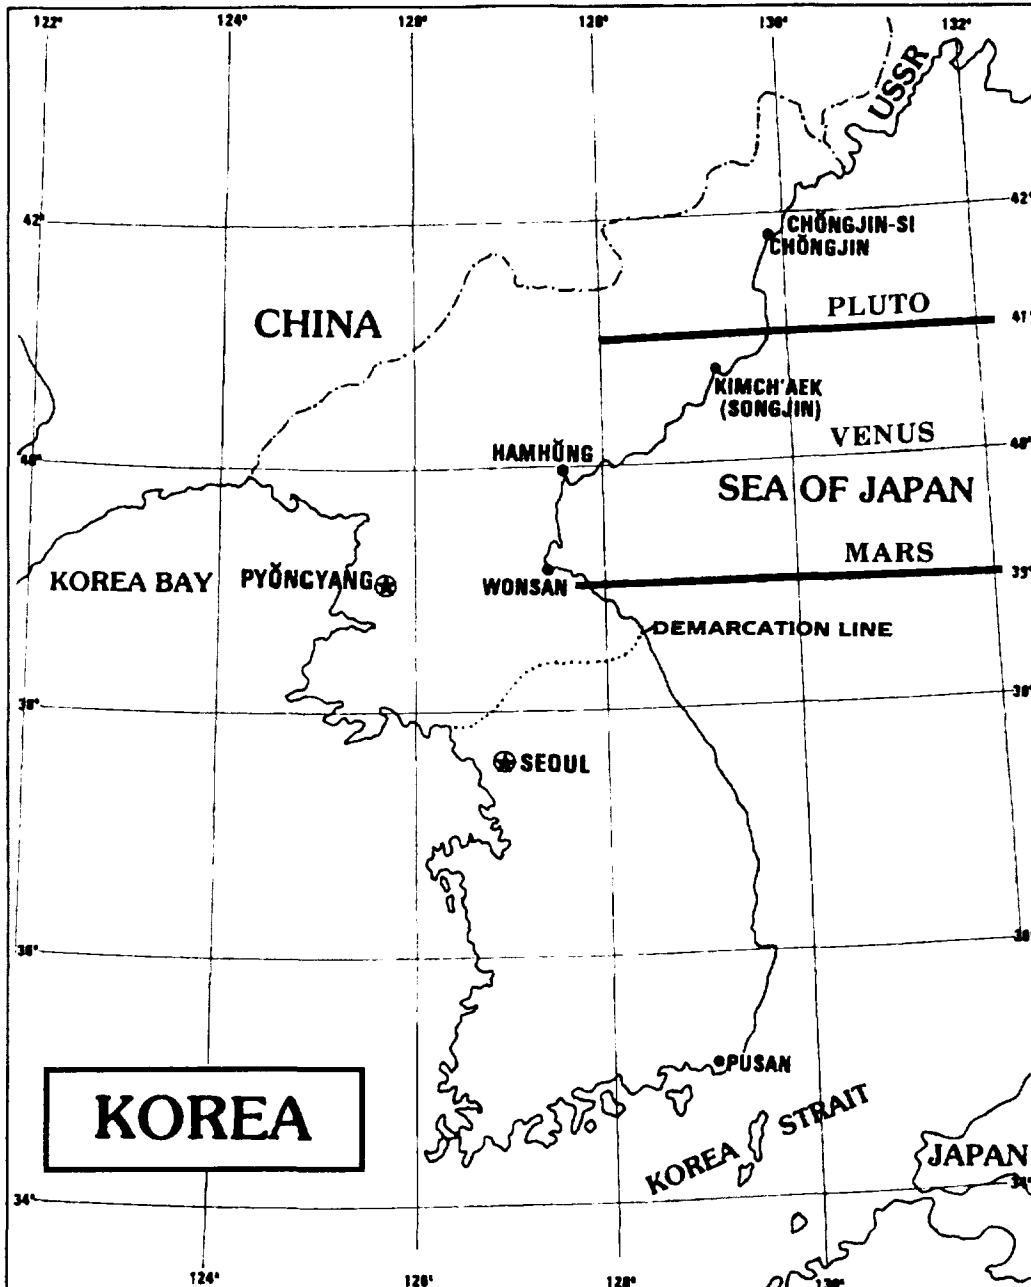 122° 124° 126° 128° 130° 132°
USSR
42° 42°
CHŎNGJIN-SI
CHŎNGJIN
CHINA
PLUTO
41°
KIMCH'AEK
(SONGJIN)
VENUS
HAMHŬNG
40° 40°
SEA OF JAPAN
MARS
KOREA BAY
PYŎNGYANG
WONSAN
39°
DEMARCATION LINE
38° 38°
SEOUL
36° 36°
PUSAN
KOREA
KOREA STRAIT
JAPAN
34° 34°
124° 126° 128° 130°